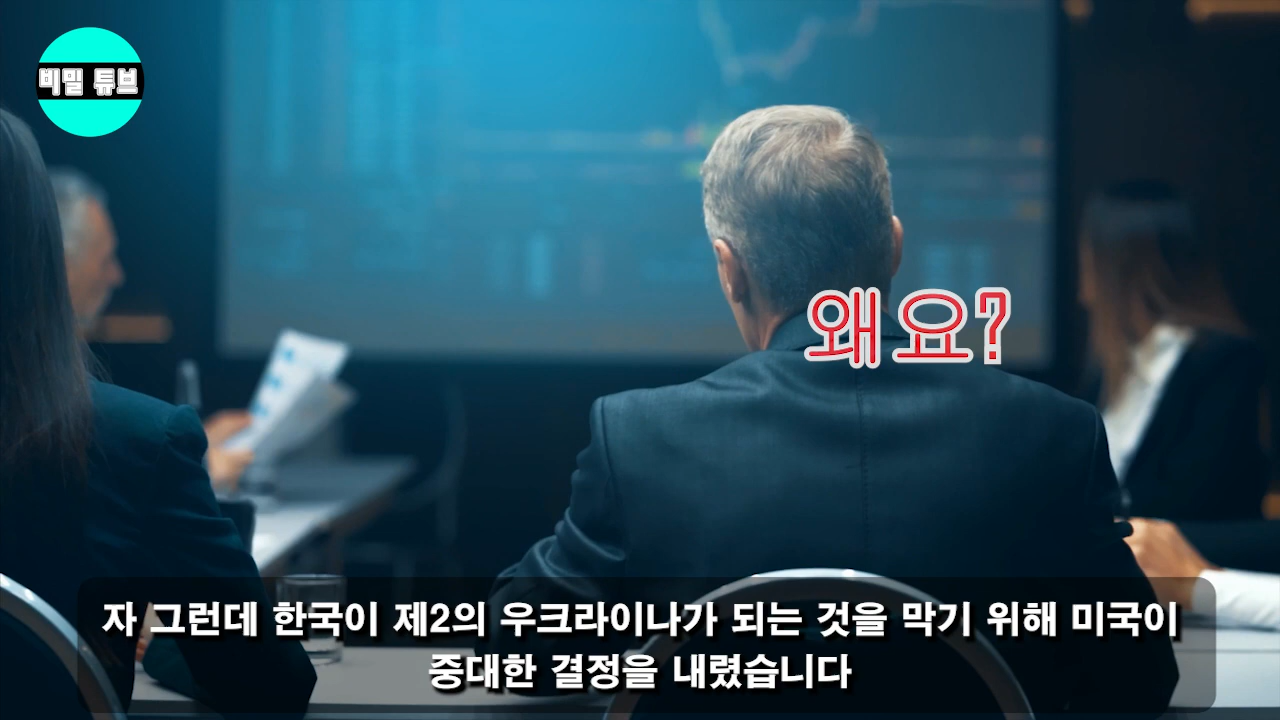 비밀 튜브
왜요?
자 그런데 한국이 제2의 우크라이나가 되는 것을 막기 위해 미국이
중대한 결정을 내렸습니다